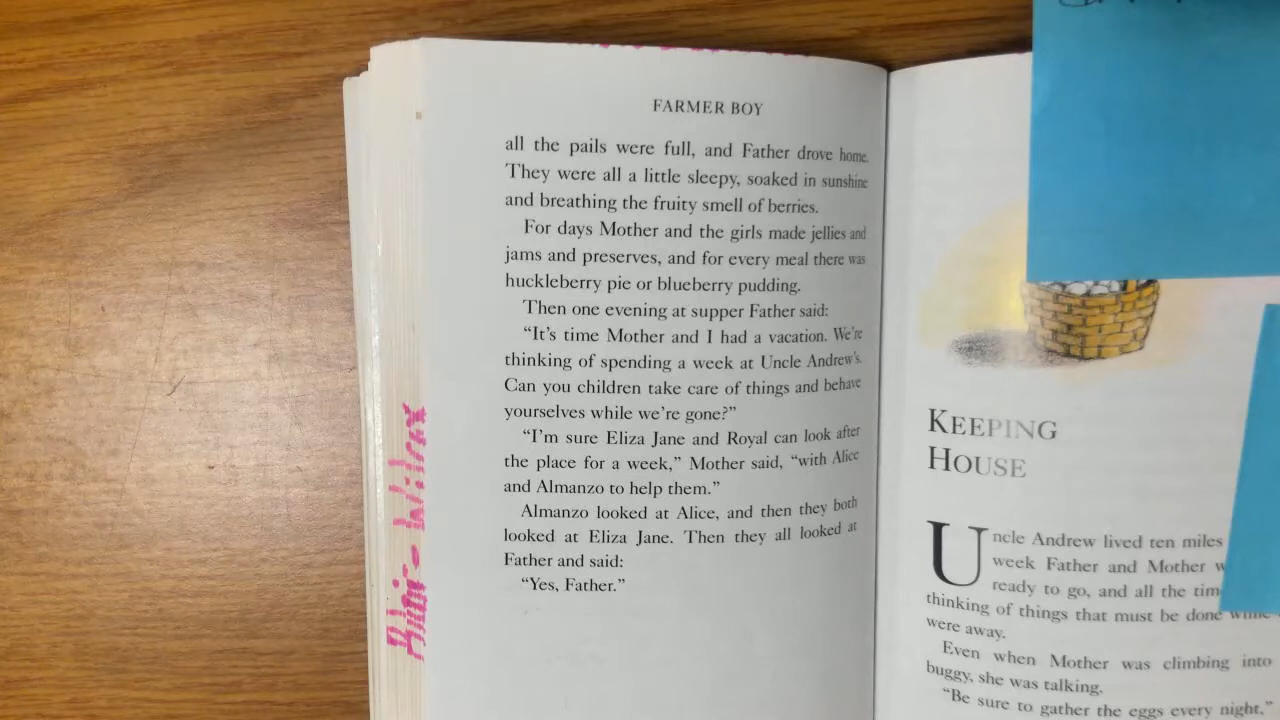 FARMER BOY
all the pails were full, and Father drove home.
They were all a little sleepy, soaked in sunshine
and breathing the fruity smell of berries.
For days Mother and the girls made jellies and
jams and preserves, and for every meal there was
huckleberry pie or blueberry pudding.
Then one evening at supper Father said:
“It’s time Mother and I had a vacation. We’re
thinking of spending a week at Uncle Andrew’s.
Can you children take care of things and behave
yourselves while we’re gone?”
“I’m sure Eliza Jane and Royal can look after
the place for a week,” Mother said, “with Alice
and Almanzo to help them.”
Almanzo looked at Alice, and then they both
looked at Eliza Jane. Then they all looked at
Father and said:
“Yes, Father.”
KEEPING
HOUSE
Uncle Andrew lived ten miles
week Father and Mother
ready to go, and all the
thinking of things that must be done while
were away.
Even when Mother was climbing into
buggy, she was talking.
“Be sure to gather the eggs every night,”